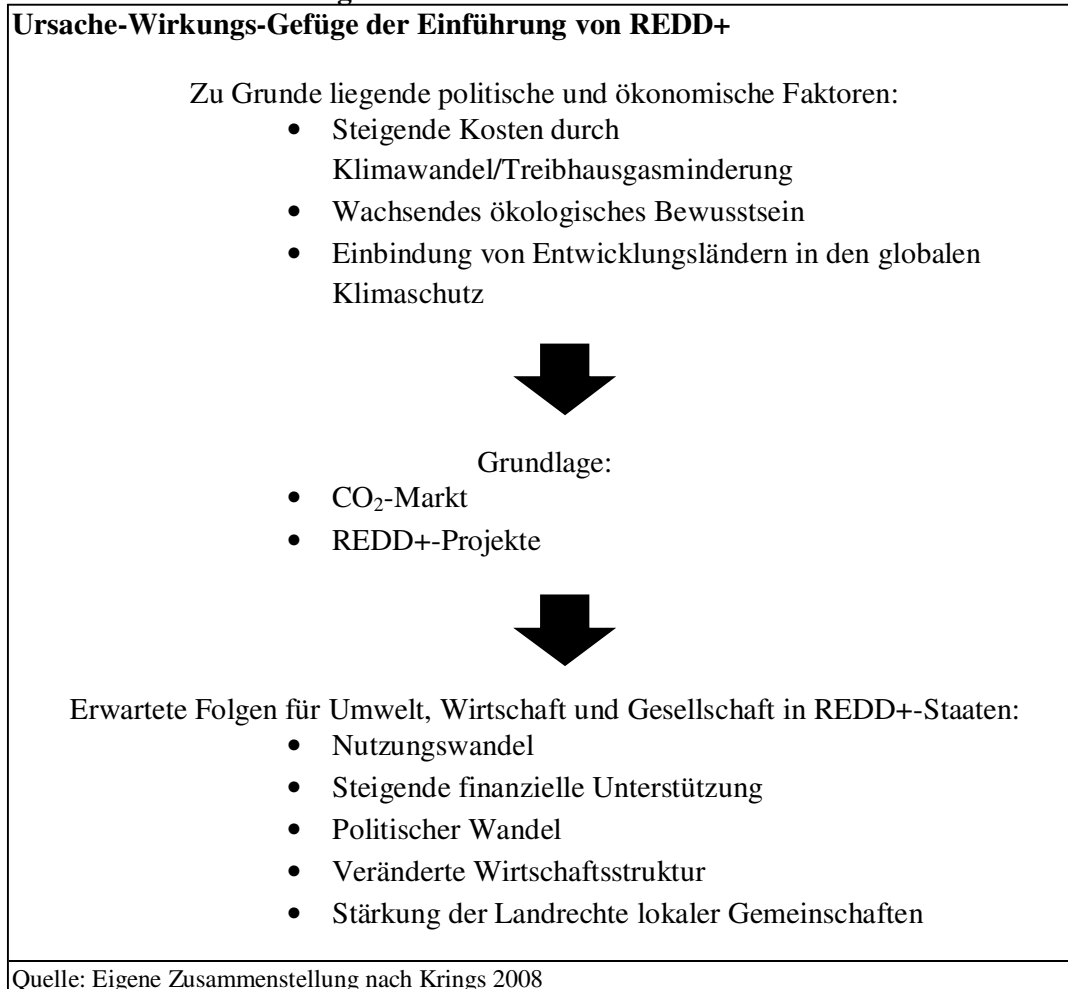 Ursache-Wirkungs-Gefüge der Einführung von REDD+
Zu Grunde liegende politische und ökonomische Faktoren:
• Steigende Kosten durch
Klimawandel/Treibhausgasminderung
• Wachsendes ökologisches Bewusstsein
• Einbindung von Entwicklungsländern in den globalen
Klimaschutz
Grundlage:
• CO₂-Markt
• REDD+-Projekte
Erwartete Folgen für Umwelt, Wirtschaft und Gesellschaft in REDD+-Staaten:
• Nutzungswandel
• Steigende finanzielle Unterstützung
• Politischer Wandel
• Veränderte Wirtschaftsstruktur
• Stärkung der Landrechte lokaler Gemeinschaften
Quelle: Eigene Zusammenstellung nach Krings 2008